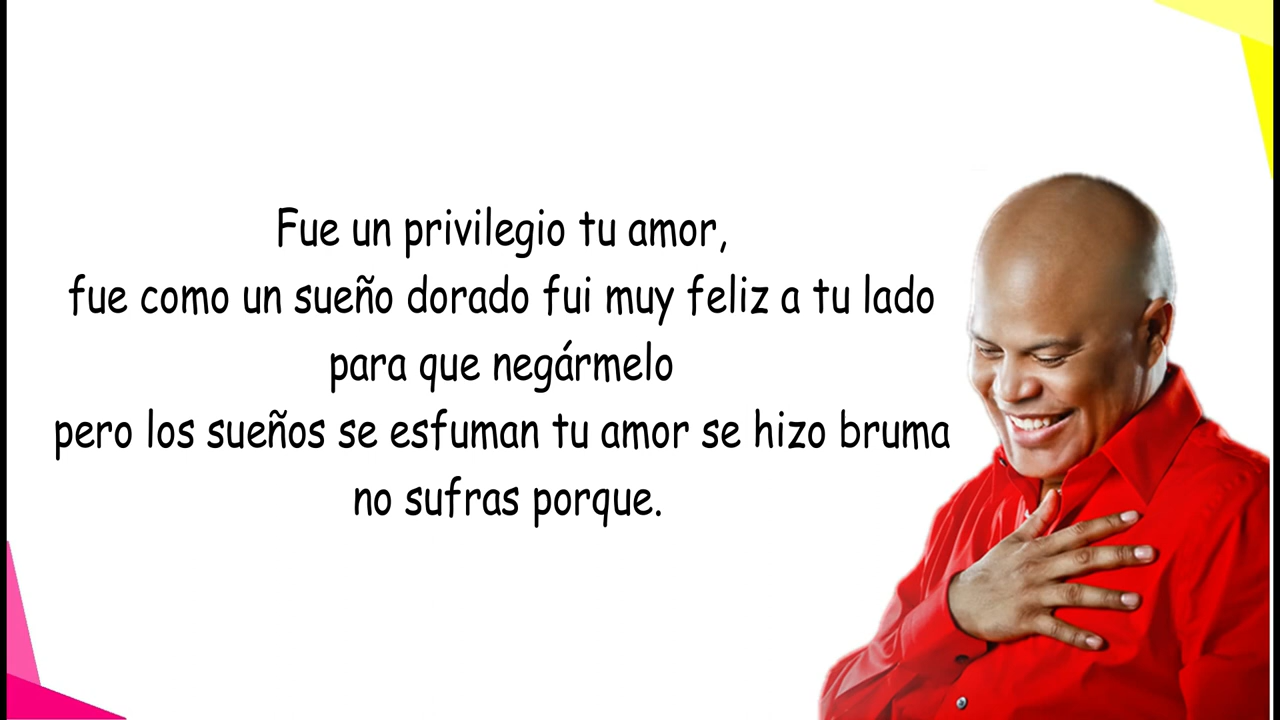 Fue un privilegio tu amor,
fue como un sueño dorado fui muy feliz a tu lado
para que negármelo
pero los sueños se esfuman tu amor se hizo bruma
no sufras porque.